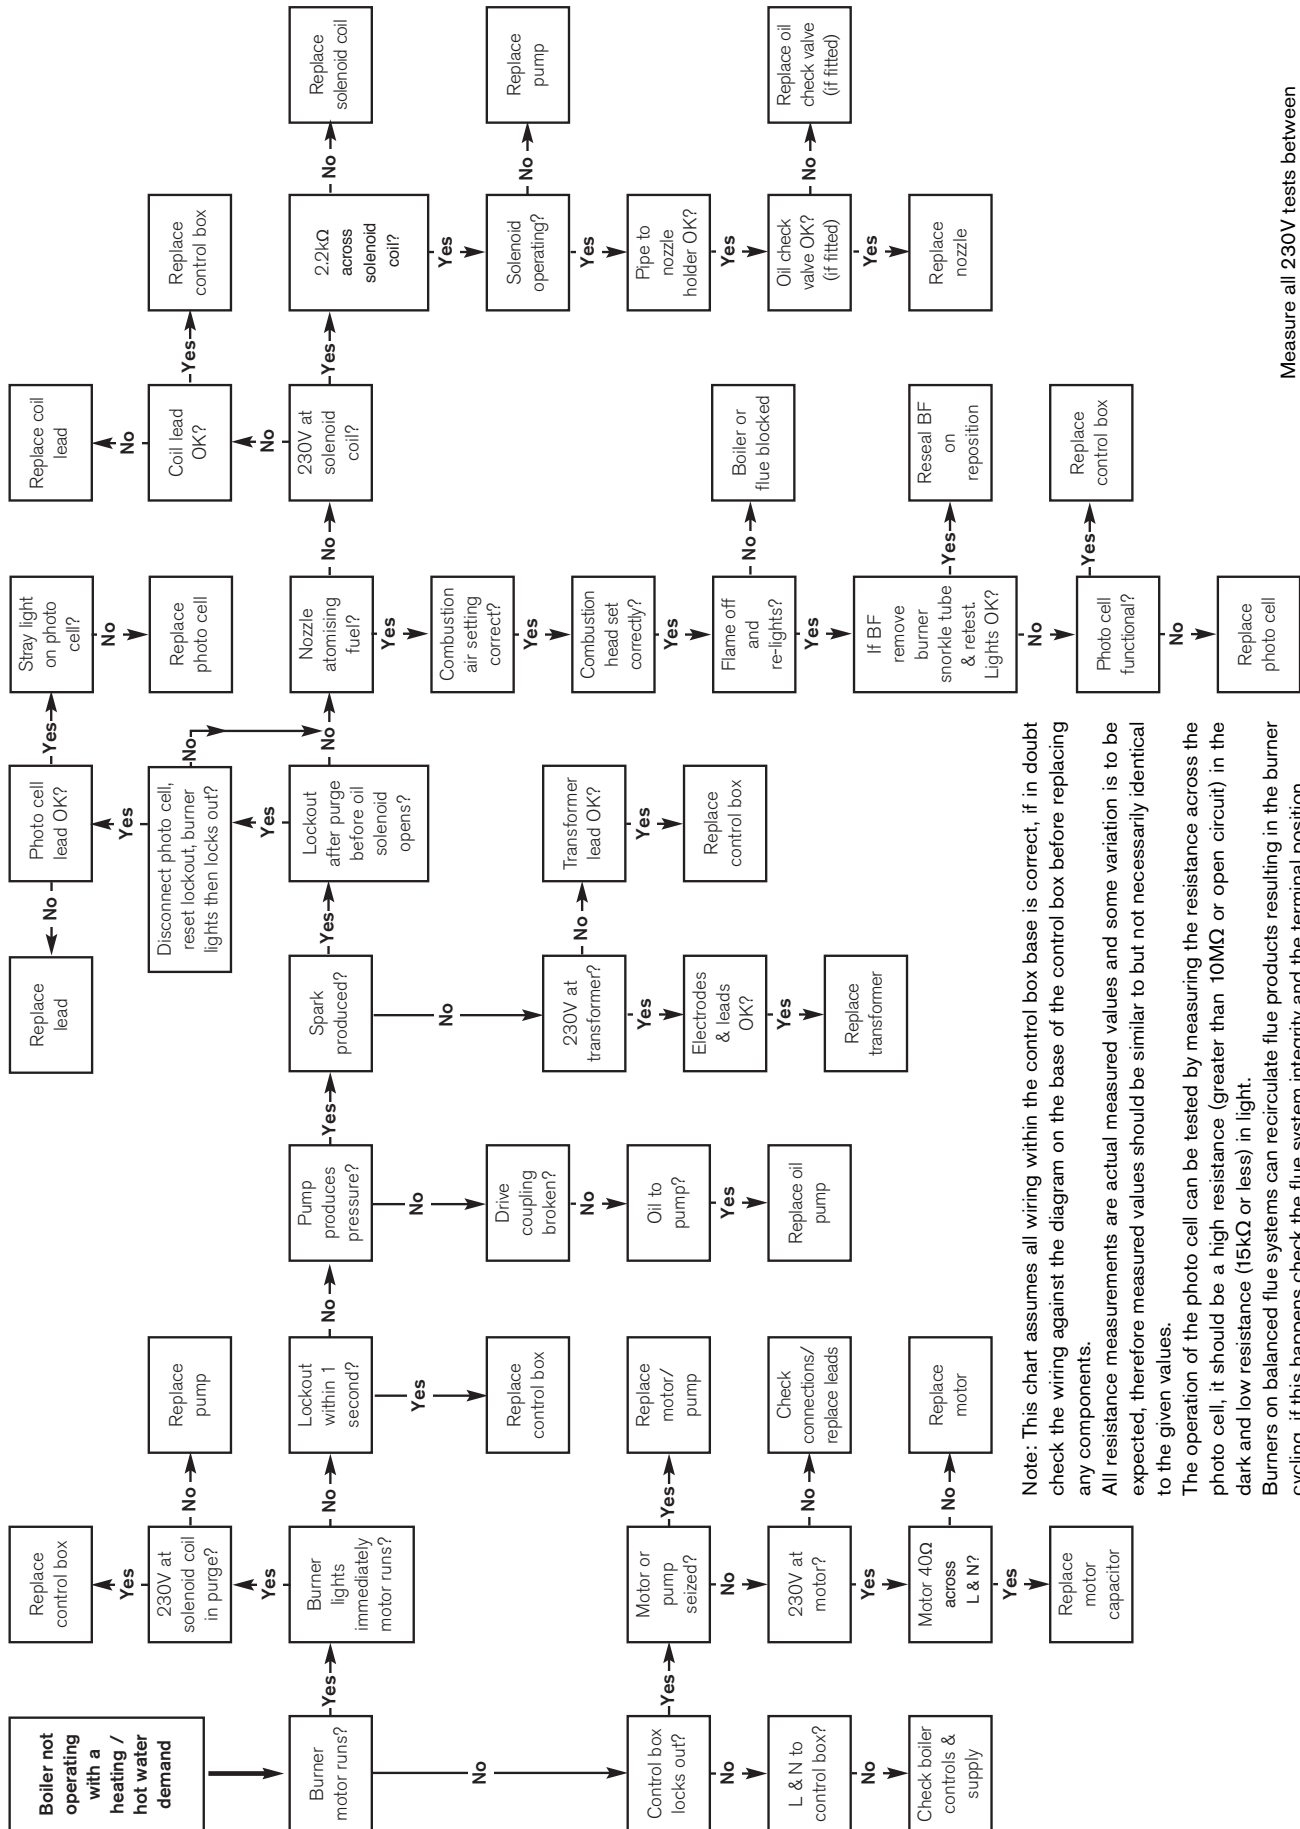 Boiler not
operating
with a
heating /
hot water
demand
Burner
motor runs?
No
Control box
locks out?
No
L & N to
control box?
No
Check boiler
controls &
supply
Yes
Yes
Replace
control box
Yes
230V at
solenoid coil
in purge?
Yes
Burner
lights
immediately
motor runs?
Motor or
pump
seized?
No
230V at
motor?
Yes
Motor 40Ω
across
L & N?
Yes
Replace
motor
capacitor
No
No
Yes
No
No
Replace
pump
Lockout
within 1
second?
Yes
Replace
control box
Replace
motor/
pump
Check
connections/
replace leads
Replace
motor
No
Pump
produces
pressure?
No
Drive
coupling
broken?
No
Oil to
pump?
Yes
Replace oil
pump
Yes
Replace
lead
Spark
produced?
No
230V at
transformer?
Yes
Electrodes
& leads
OK?
Yes
Replace
transformer
No
Yes
No
Photo cell
lead OK?
Yes
Disconnect photo cell,
reset lockout, burner
lights then locks out?
Yes
Lockout
after purge
before oil
solenoid
opens?
Transformer
lead OK?
Yes
Replace
control box
Yes
No
No
Stray light
on photo
cell?
No
Replace
photo cell
Nozzle
atomising
fuel?
Yes
Combustion
air setting
correct?
Yes
Combustion
head set
correctly?
Yes
Flame off
and
re-lights?
Yes
If BF
remove
burner
snorkle tube
& retest.
Lights OK?
No
Photo cell
functional?
No
Replace
photo cell
No
No
Yes
Yes
Replace coil
lead
No
Coil lead
OK?
No
230V at
solenoid
coil?
Boiler or
flue blocked
Reseal BF
on
reposition
Replace
control box
Yes
Yes
Replace
control box
2.2kΩ
across
solenoid
coil?
Yes
Solenoid
operating?
Yes
Pipe to
nozzle
holder OK?
Yes
Oil check
valve OK?
(if fitted)
Yes
Replace
nozzle
No
No
No
Replace
solenoid coil
Replace
pump
Replace oil
check valve
(if fitted)
Note: This chart assumes all wiring within the control box base is correct, if in doubt
check the wiring against the diagram on the base of the control box before replacing
any components.
All resistance measurements are actual measured values and some variation is to be
expected, therefore measured values should be similar to but not necessarily identical
to the given values.
The operation of the photo cell can be tested by measuring the resistance across the
photo cell, it should be a high resistance (greater than 10MΩ or open circuit) in the
dark and low resistance (15kΩ or less) in light.
Burners on balanced flue systems can recirculate flue products resulting in the burner
cycling, if this happens check the flue system integrity and the terminal position
Measure all 230V tests between